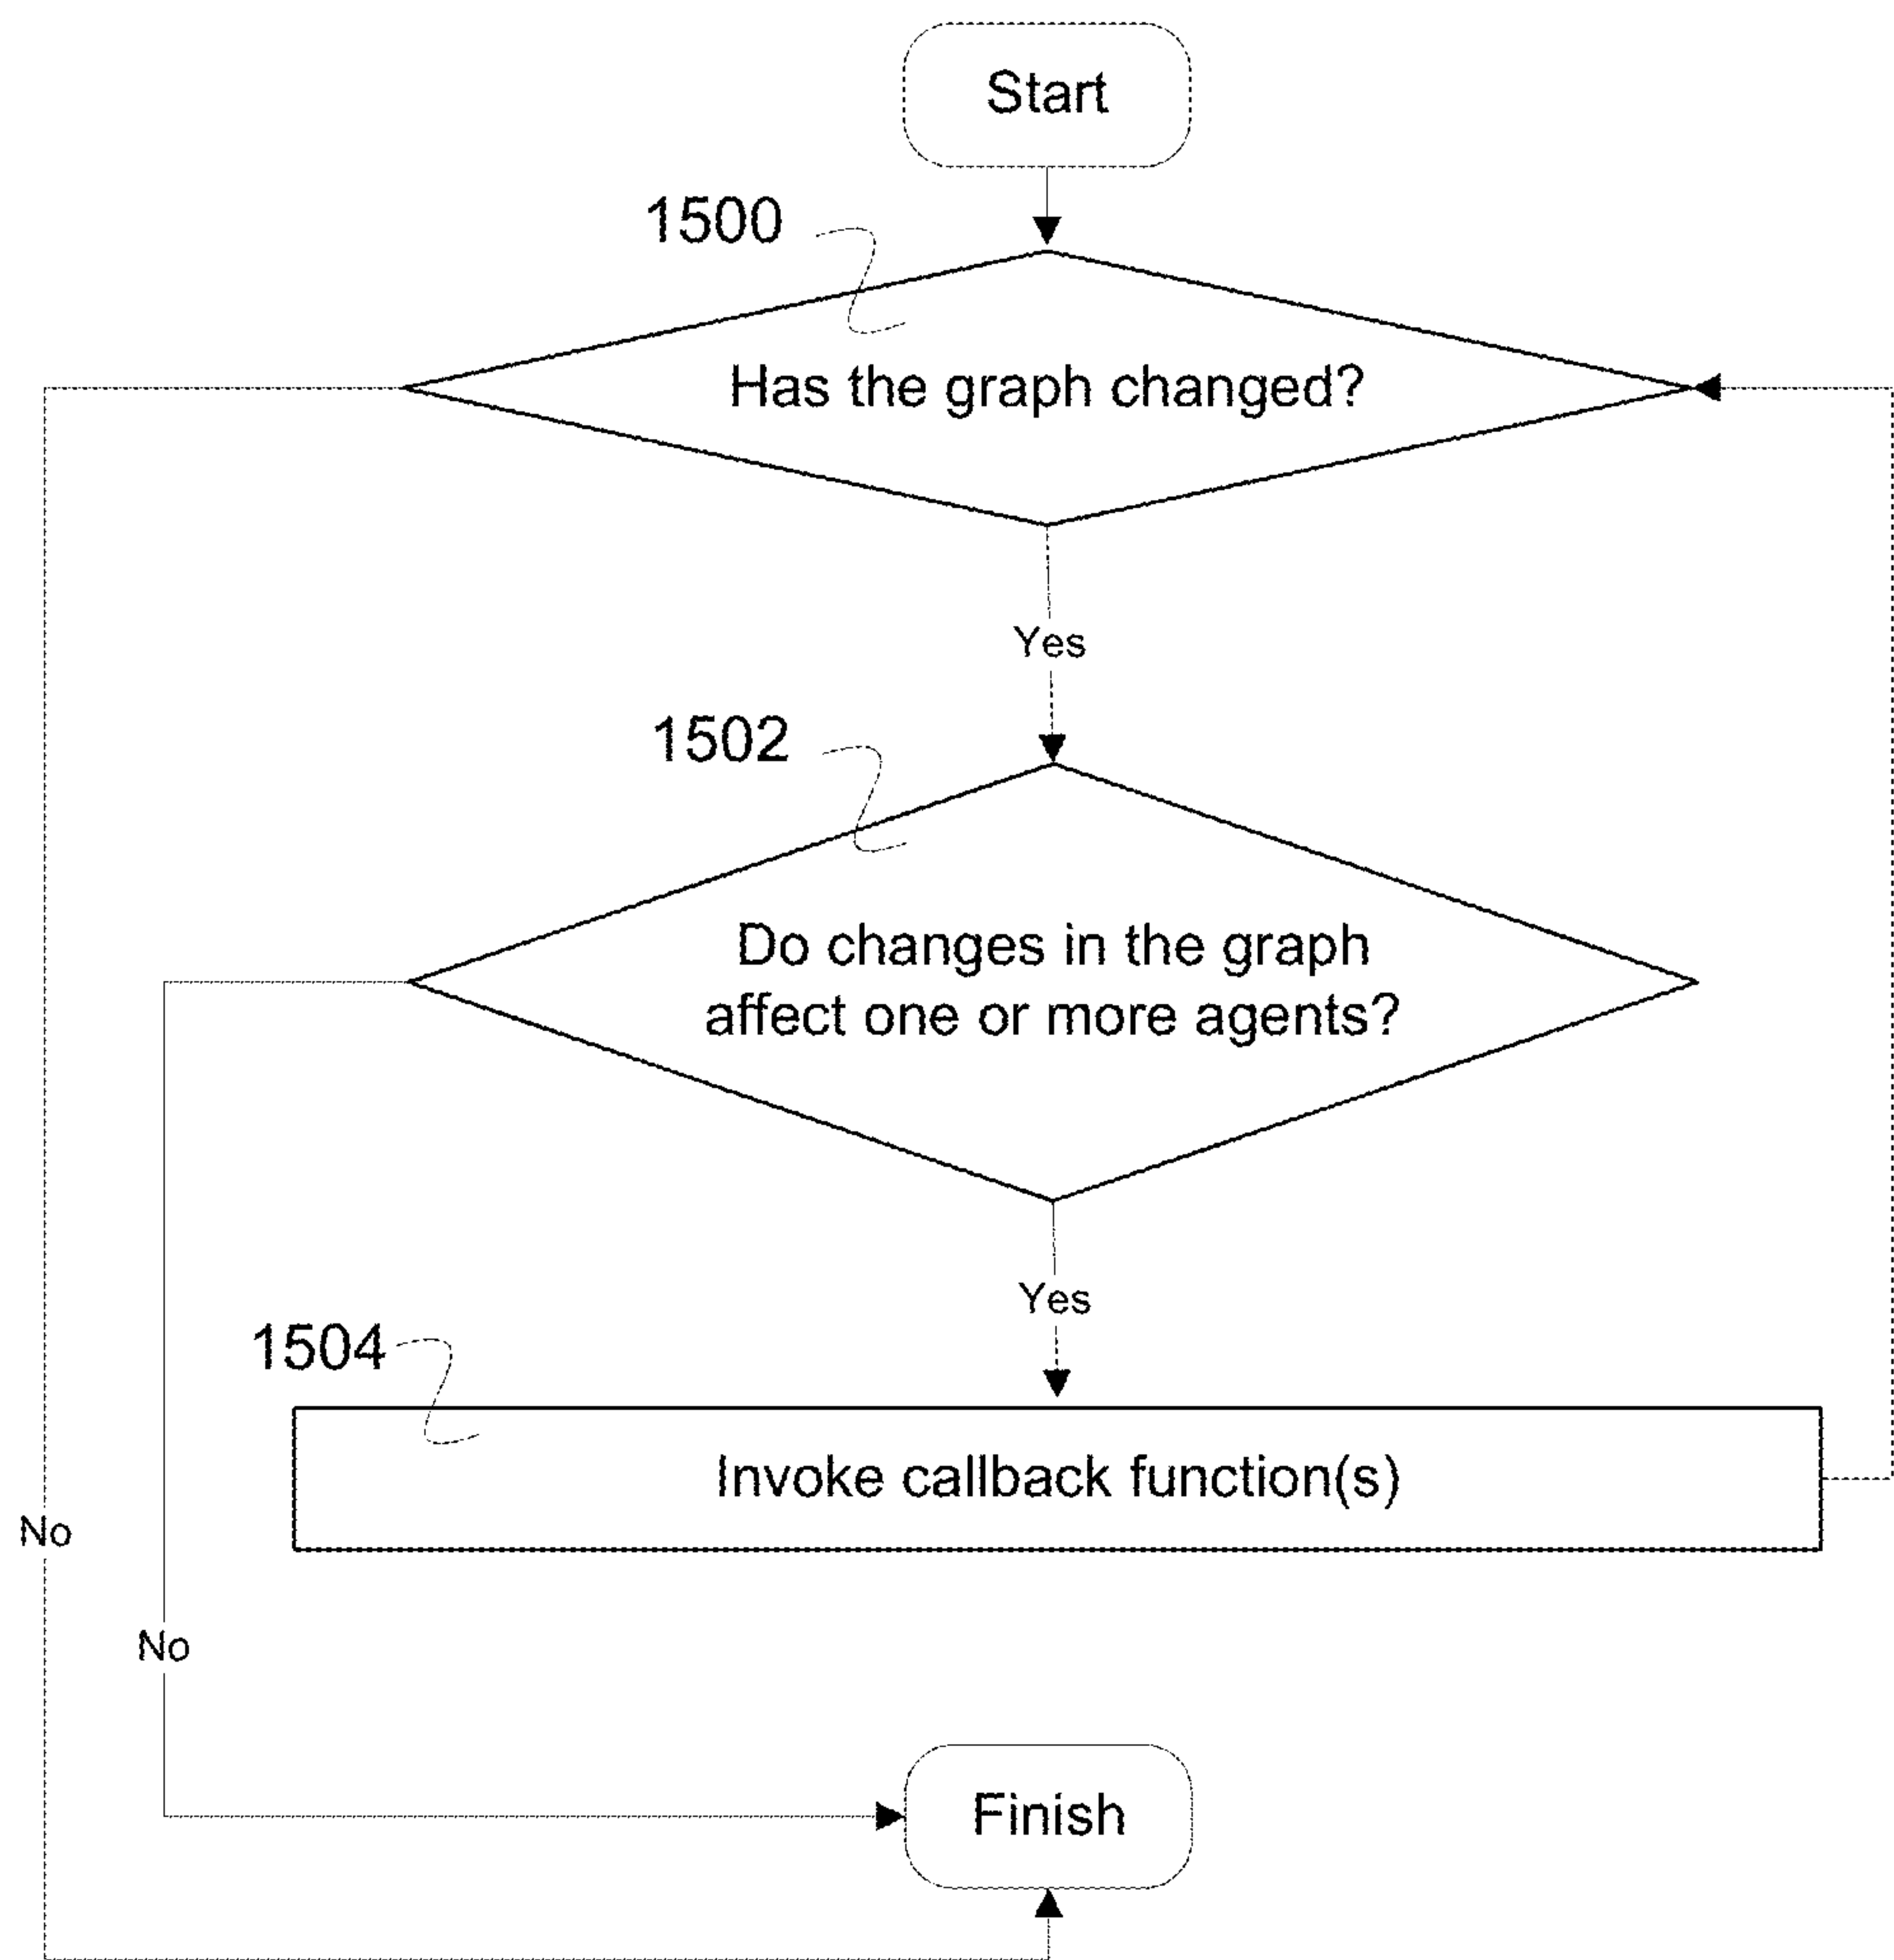 Start
1500
Has the graph changed?
Yes
1502
Do changes in the graph
affect one or more agents?
Yes
1504
Invoke callback function(s)
No
No
Finish